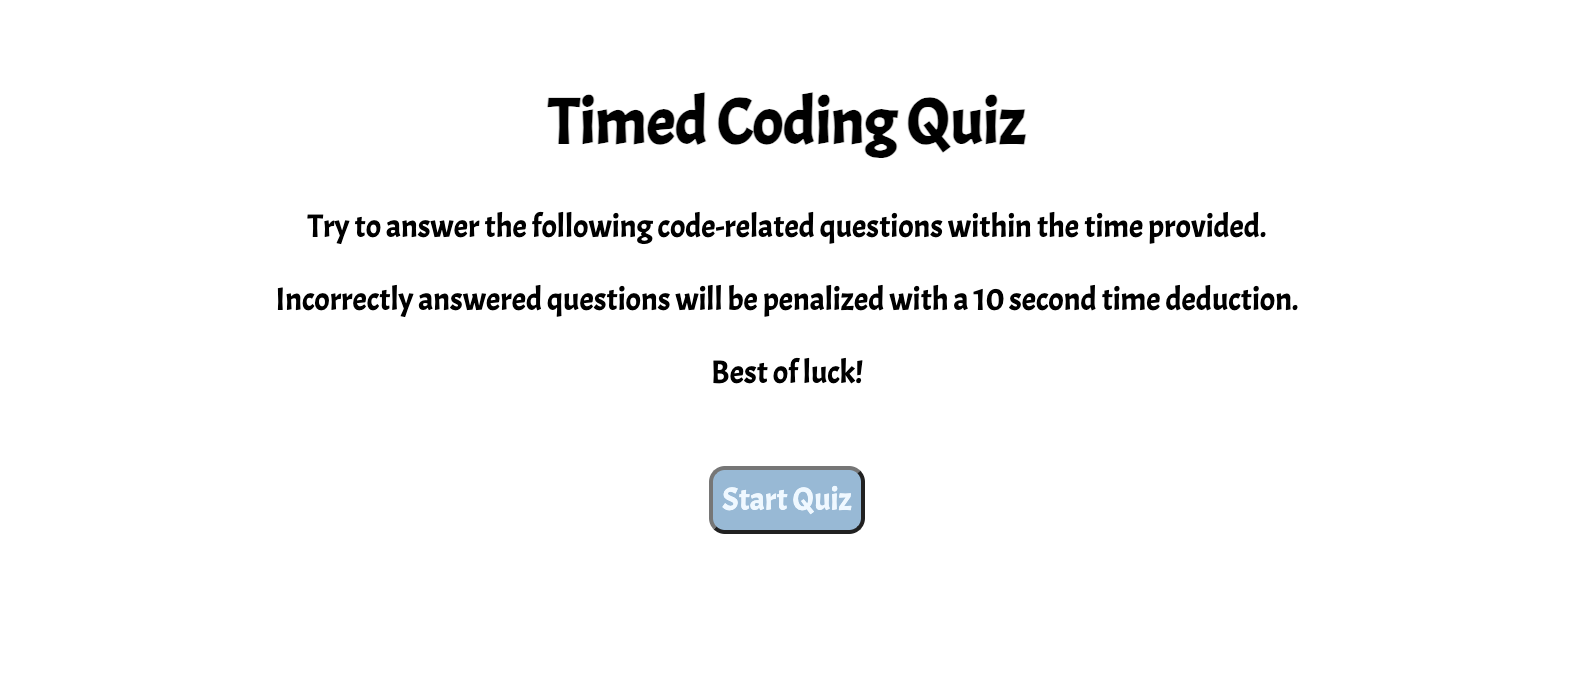 Timed Coding Quiz
Try to answer the following code-related questions within the time provided.
Incorrectly answered questions will be penalized with a 10 second time deduction.
Best of luck!
Start Quiz